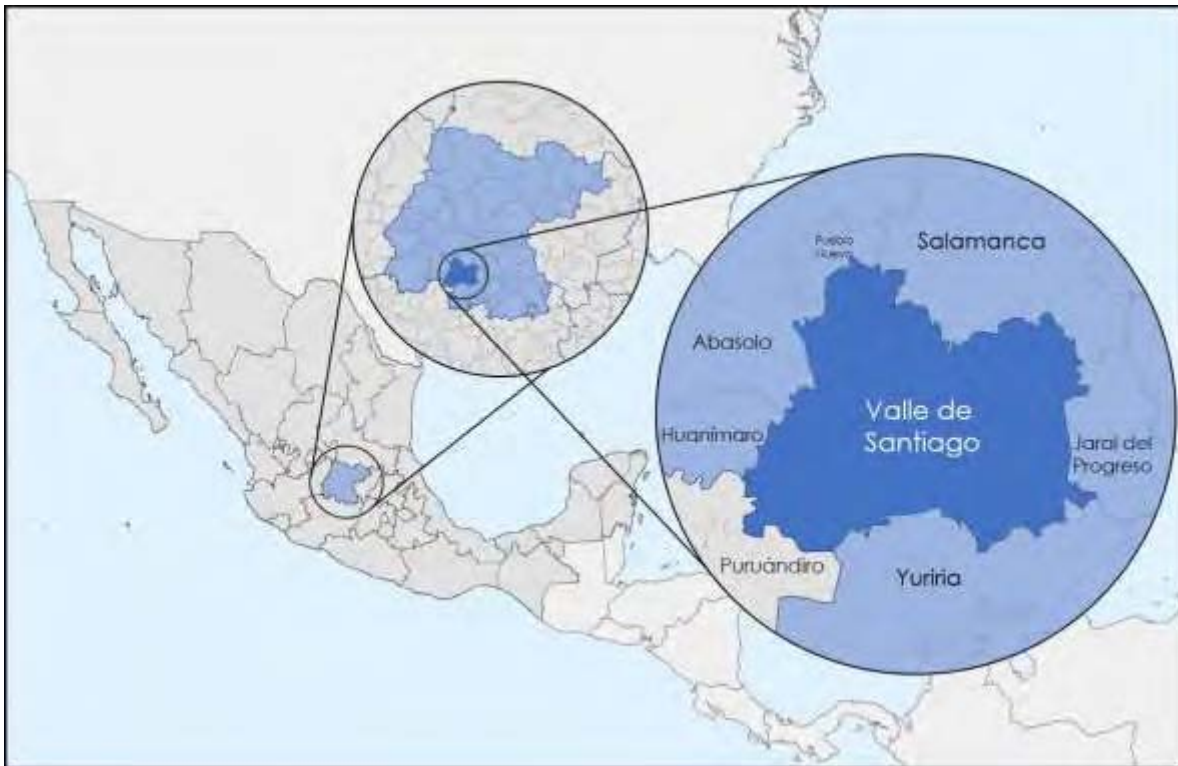 Pueblo
Nuevo
Salamanca
Abasolo
Valle de
Santiago
Huanímaro
Jaral del
Progreso
Puruándiro
Yuriria